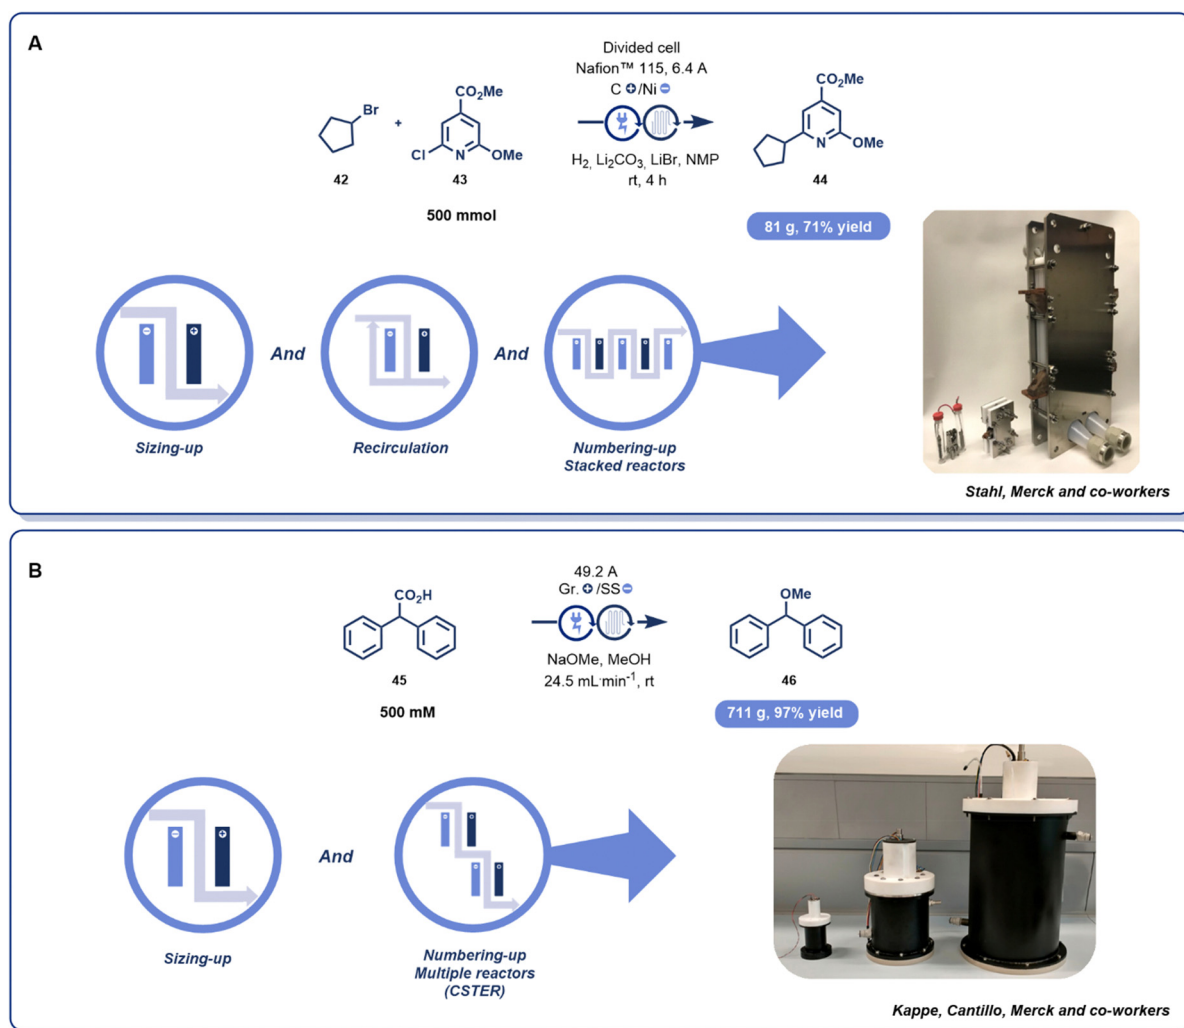 A
Divided cell
Nafion™ 115, 6.4 A
C + /Ni −
H2, Li2CO3, LiBr, NMP
rt, 4 h
Br
+
CO2Me
Cl
N
OMe
42
43
500 mmol
CO2Me
N
OMe
44
81 g, 71% yield
And
And
Sizing-up
Recirculation
Numbering-up
Stacked reactors
Stahl, Merck and co-workers
B
CO2H
45
500 mM
49.2 A
Gr. + /SS −
NaOMe, MeOH
24.5 mL·min-1, rt
OMe
46
711 g, 97% yield
And
Sizing-up
Numbering-up
Multiple reactors
(CSTER)
Kappe, Cantillo, Merck and co-workers